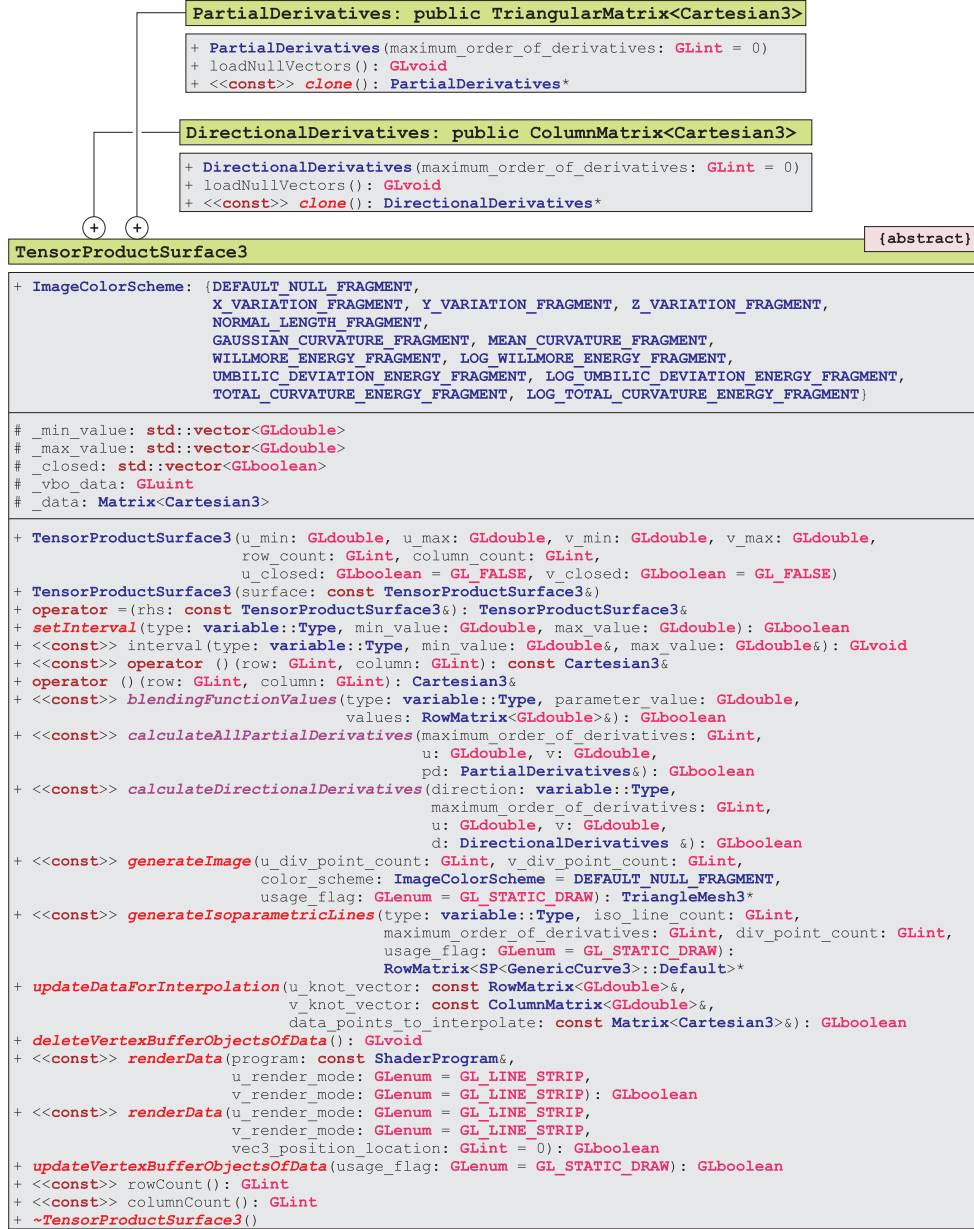 PartialDerivatives: public TriangularMatrix<Cartesian3>
+ PartialDerivatives(maximum_order_of_derivatives: GLint = 0)
+ loadNullVectors(): GLvoid
+ <<const>> clone(): PartialDerivatives*
DirectionalDerivatives: public ColumnMatrix<Cartesian3>
+ DirectionalDerivatives(maximum_order_of_derivatives: GLint = 0)
+ loadNullVectors(): GLvoid
+ <<const>> clone(): DirectionalDerivatives*
+ +
{abstract}
TensorProductSurface3
+ ImageColorScheme: {DEFAULT_NULL_FRAGMENT,
X_VARIATION_FRAGMENT, Y_VARIATION_FRAGMENT, Z_VARIATION_FRAGMENT,
NORMAL_LENGTH_FRAGMENT,
GAUSSIAN_CURVATURE_FRAGMENT, MEAN_CURVATURE_FRAGMENT,
WILLMORE_ENERGY_FRAGMENT, LOG_WILLMORE_ENERGY_FRAGMENT,
UMBILIC_DEVIATION_ENERGY_FRAGMENT, LOG_UMBILIC_DEVIATION_ENERGY_FRAGMENT,
TOTAL_CURVATURE_ENERGY_FRAGMENT, LOG_TOTAL_CURVATURE_ENERGY_FRAGMENT}
# _min_value: std::vector<GLdouble>
# _max_value: std::vector<GLdouble>
# _closed: std::vector<GLboolean>
# _vbo_data: GLuint
# _data: Matrix<Cartesian3>
+ TensorProductSurface3(u_min: GLdouble, u_max: GLdouble, v_min: GLdouble, v_max: GLdouble,
row_count: GLint, column_count: GLint,
u_closed: GLboolean = GL_FALSE, v_closed: GLboolean = GL_FALSE)
+ TensorProductSurface3(surface: const TensorProductSurface3&)
+ operator =(rhs: const TensorProductSurface3&): TensorProductSurface3&
+ setInterval(type: variable::Type, min_value: GLdouble, max_value: GLdouble): GLboolean
+ <<const>> interval(type: variable::Type, min_value: GLdouble&, max_value: GLdouble&): GLvoid
+ <<const>> operator ()(row: GLint, column: GLint): const Cartesian3&
+ operator ()(row: GLint, column: GLint): Cartesian3&
+ <<const>> blendingFunctionValues(type: variable::Type, parameter_value: GLdouble,
values: RowMatrix<GLdouble>&): GLboolean
+ <<const>> calculateAllPartialDerivatives(maximum_order_of_derivatives: GLint,
u: GLdouble, v: GLdouble,
pd: PartialDerivatives&): GLboolean
+ <<const>> calculateDirectionalDerivatives(direction: variable::Type,
maximum_order_of_derivatives: GLint,
u: GLdouble, v: GLdouble,
d: DirectionalDerivatives &): GLboolean
+ <<const>> generateImage(u_div_point_count: GLint, v_div_point_count: GLint,
color_scheme: ImageColorScheme = DEFAULT_NULL_FRAGMENT,
usage_flag: GLenum = GL_STATIC_DRAW): TriangleMesh3*
+ <<const>> generateIsoparametricLines(type: variable::Type, iso_line_count: GLint,
maximum_order_of_derivatives: GLint, div_point_count: GLint,
usage_flag: GLenum = GL_STATIC_DRAW):
RowMatrix<SP<GenericCurve3>::Default>*
+ updateDataForInterpolation(u_knot_vector: const RowMatrix<GLdouble>&,
v_knot_vector: const ColumnMatrix<GLdouble>&,
data_points_to_interpolate: const Matrix<Cartesian3>&): GLboolean
+ deleteVertexBufferObjectsOfData(): GLvoid
+ <<const>> renderData(program: const ShaderProgram&,
u_render_mode: GLenum = GL_LINE_STRIP,
v_render_mode: GLenum = GL_LINE_STRIP): GLboolean
+ <<const>> renderData(u_render_mode: GLenum = GL_LINE_STRIP,
v_render_mode: GLenum = GL_LINE_STRIP,
vec3_position_location: GLint = 0): GLboolean
+ updateVertexBufferObjectsOfData(usage_flag: GLenum = GL_STATIC_DRAW): GLboolean
+ <<const>> rowCount(): GLint
+ <<const>> columnCount(): GLint
+ ~TensorProductSurface3()